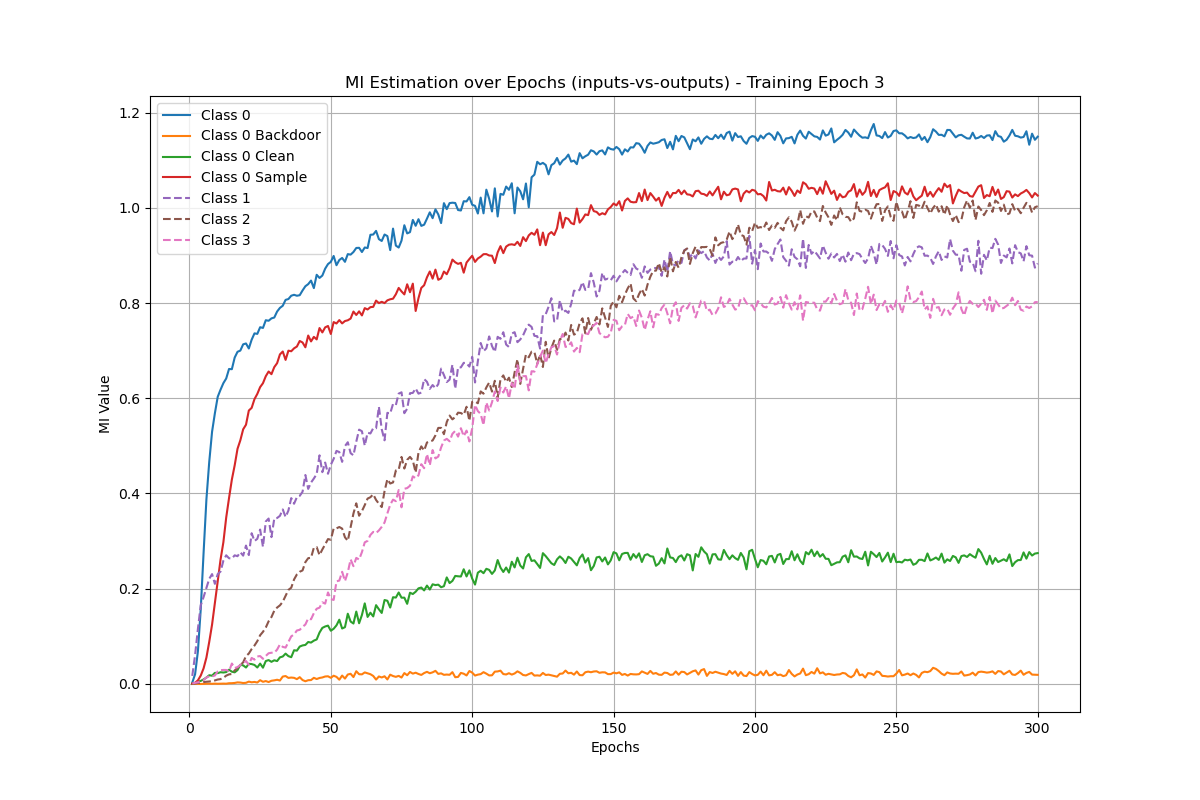 MI Estimation over Epochs (inputs-vs-outputs) - Training Epoch 3
Class 0
Class 0 Backdoor
Class 0 Clean
Class 0 Sample
Class 1
Class 2
Class 3
MI Value
1.2
1.0
0.8
0.6
0.4
0.2
0.0
0 50 100 150 200 250 300
Epochs